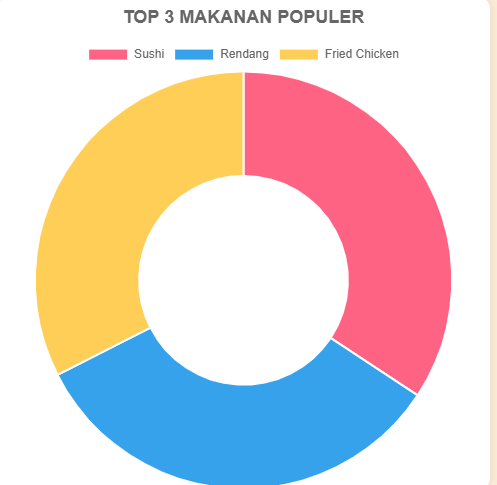 TOP 3 MAKANAN POPULER
Sushi Rendang Fried Chicken